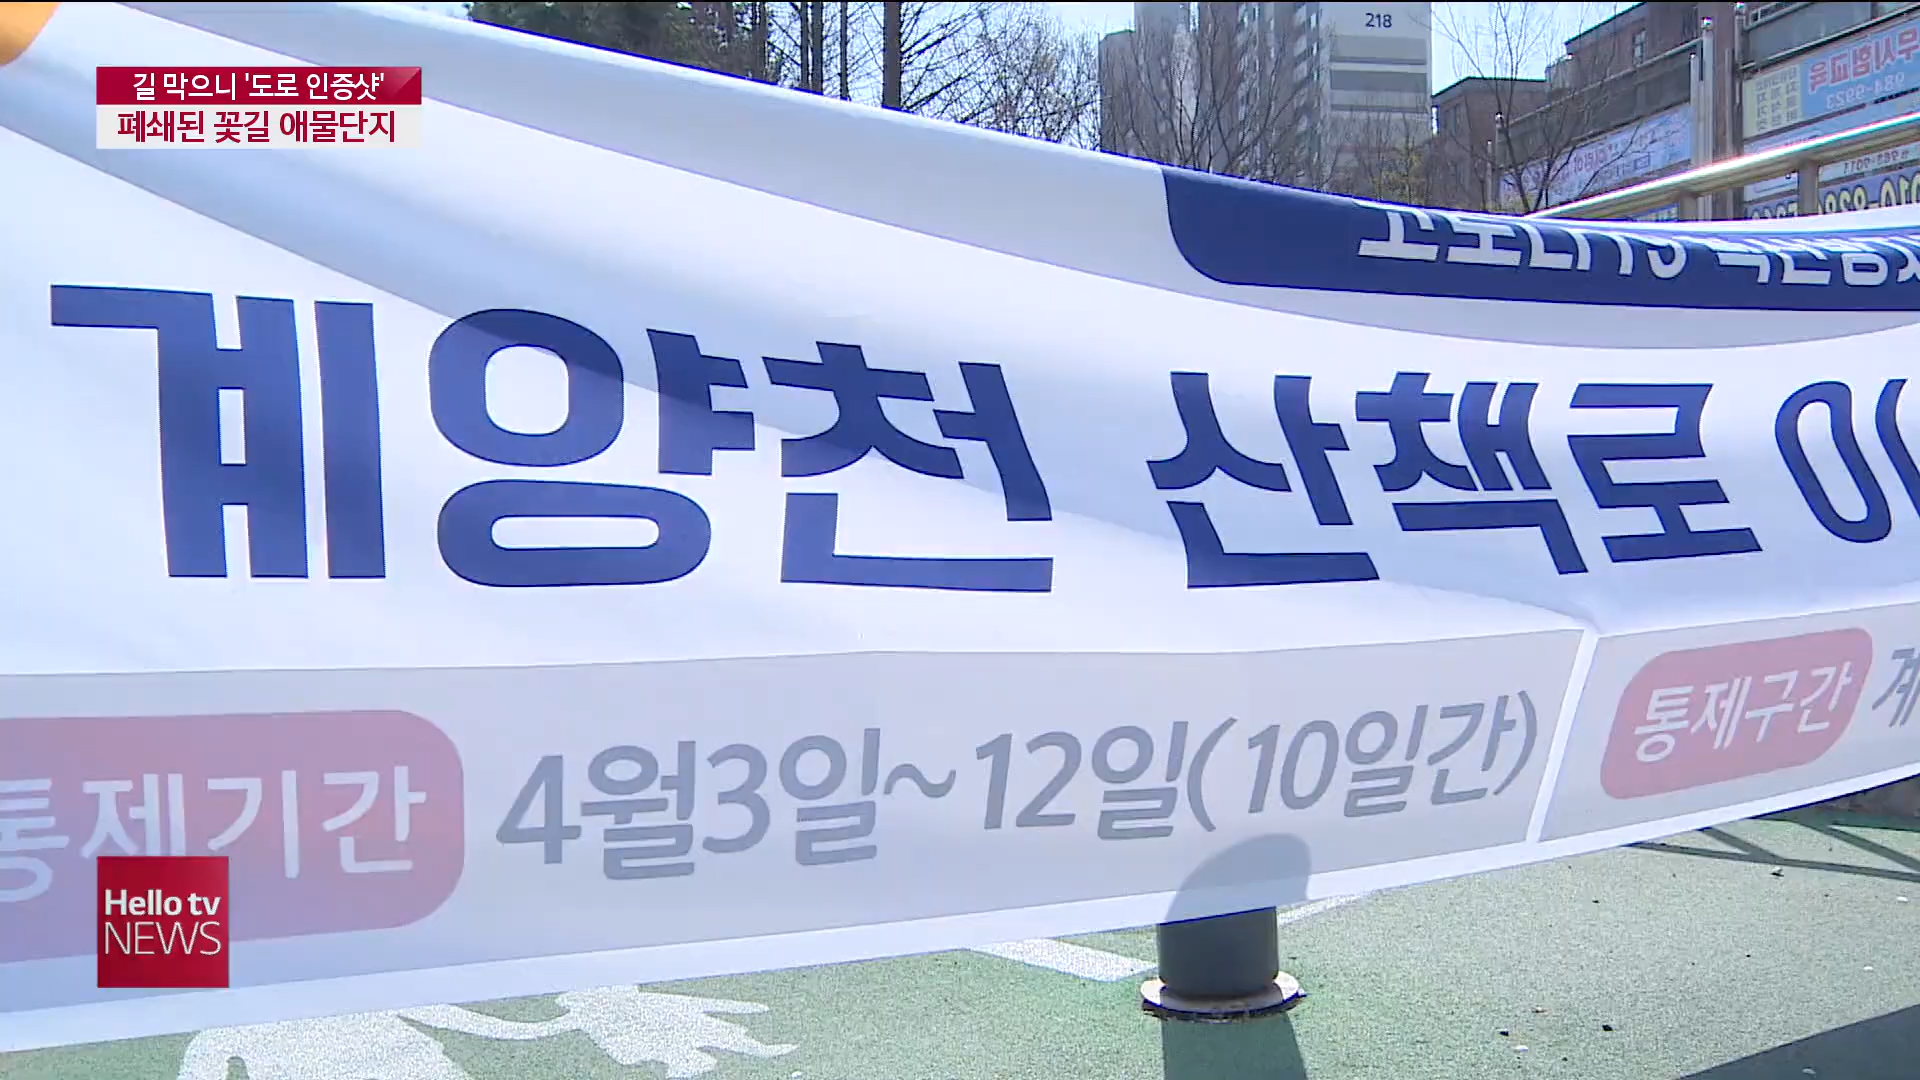 길 막으니 '도로 인증샷'
폐쇄된 꽃길 애물단지
218
계양천 산책로 이
통제기간 4월3일~12일(10일간)
통제구간 계
Hello tv
NEWS